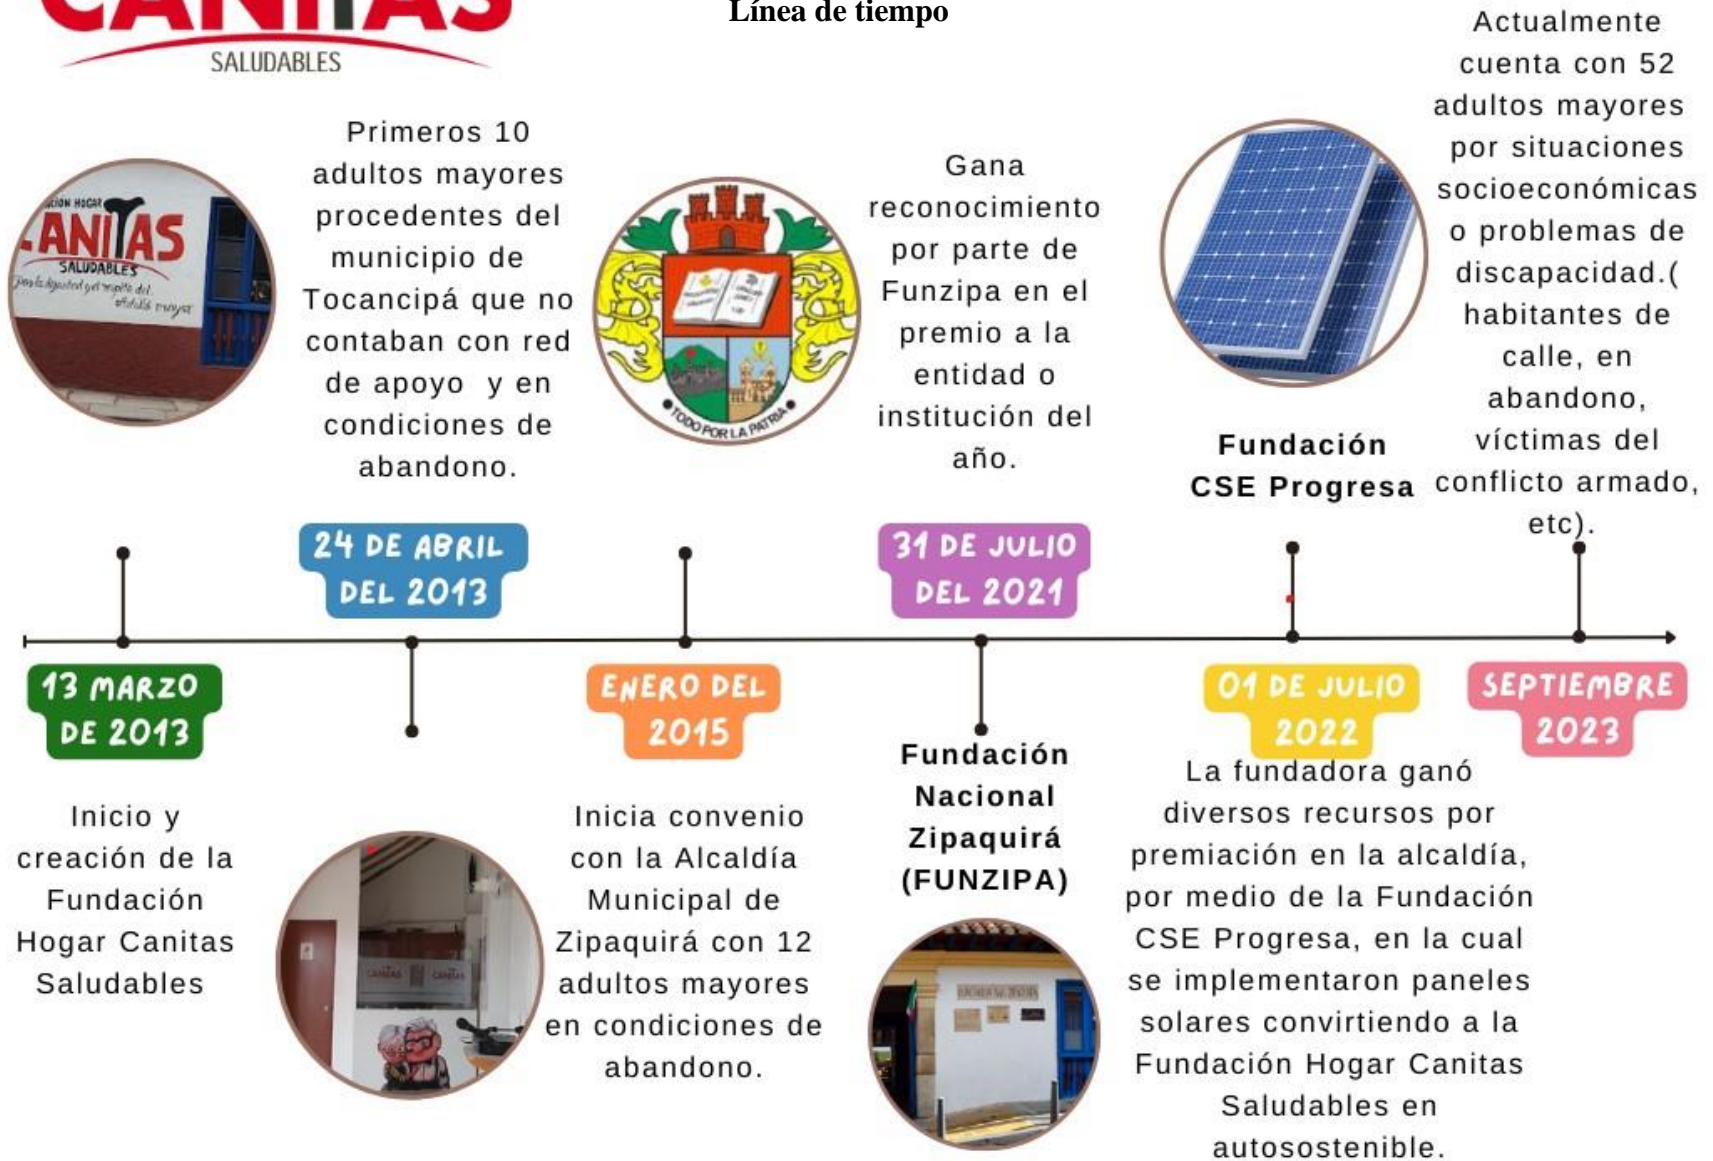 CANITAS
SALUDABLES
Línea de tiempo
CANITAS
SALUDABLES
Primeros 10
adultos mayores
procedentes del
municipio de
Tocancipá que no
contaban con red
de apoyo y en
condiciones de
abandono.
TODO POR LA PATRIA
Gana
reconocimiento
por parte de
Funzipa en el
premio a la
entidad o
institución del
año.
Fundación
CSE Progresa
Actualmente
cuenta con 52
adultos mayores
por situaciones
socioeconómicas
o problemas de
discapacidad.(
habitantes de
calle, en
abandono,
víctimas del
conflicto armado,
etc).
24 DE ABRIL
DEL 2013
31 DE JULIO
DEL 2021
13 MARZO
DE 2013
ENERO DEL
2015
01 DE JULIO
2022
SEPTIEMBRE
2023
Inicio y
creación de la
Fundación
Hogar Canitas
Saludables
CANITAS
CANITAS
Inicia convenio
con la Alcaldía
Municipal de
Zipaquirá con 12
adultos mayores
en condiciones de
abandono.
Fundación
Nacional
Zipaquirá
(FUNZIPA)
La fundadora ganó
diversos recursos por
premiación en la alcaldía,
por medio de la Fundación
CSE Progresa, en la cual
se implementaron paneles
solares convirtiendo a la
Fundación Hogar Canitas
Saludables en
autosostenible.